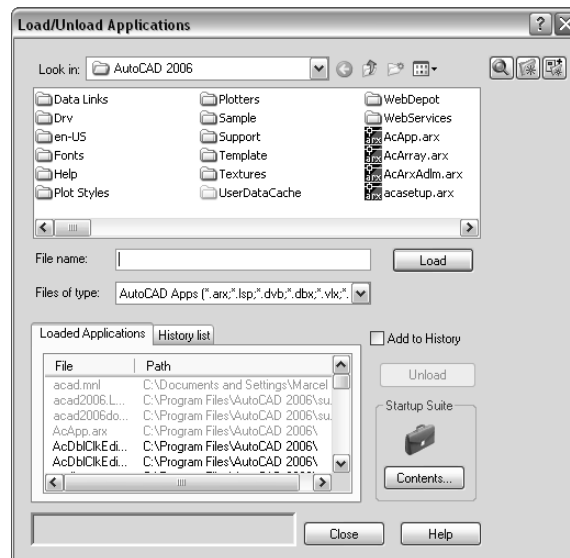 Load/Unload Applications
Look in: AutoCAD 2006
Data Links Plotters WebDepot
Drv Sample WebServices
en-US Support AcApp.arx
Fonts Template AcArray.arx
Help Textures AcArxAdlm.arx
Plot Styles UserDataCache acasetup.arx
File name: Load
Files of type: AutoCAD Apps (*.arx;*.lsp;*.dvb;*.dbx;*.vlx;*.
Loaded Applications History list Add to History
File Path
Unload
acad.mnl C:\Documents and Settings\Marcel
acad2006.L... C:\Program Files\AutoCAD 2006\su.
acad2006do... C:\Program Files\AutoCAD 2006\su.
Startup Suite
AcApp.arx C:\Program Files\AutoCAD 2006\
AcDblClkEdi... C:\Program Files\AutoCAD 2006\
AcDblClkEdi... C:\Program Files\AutoCAD 2006\
Contents...
Close Help